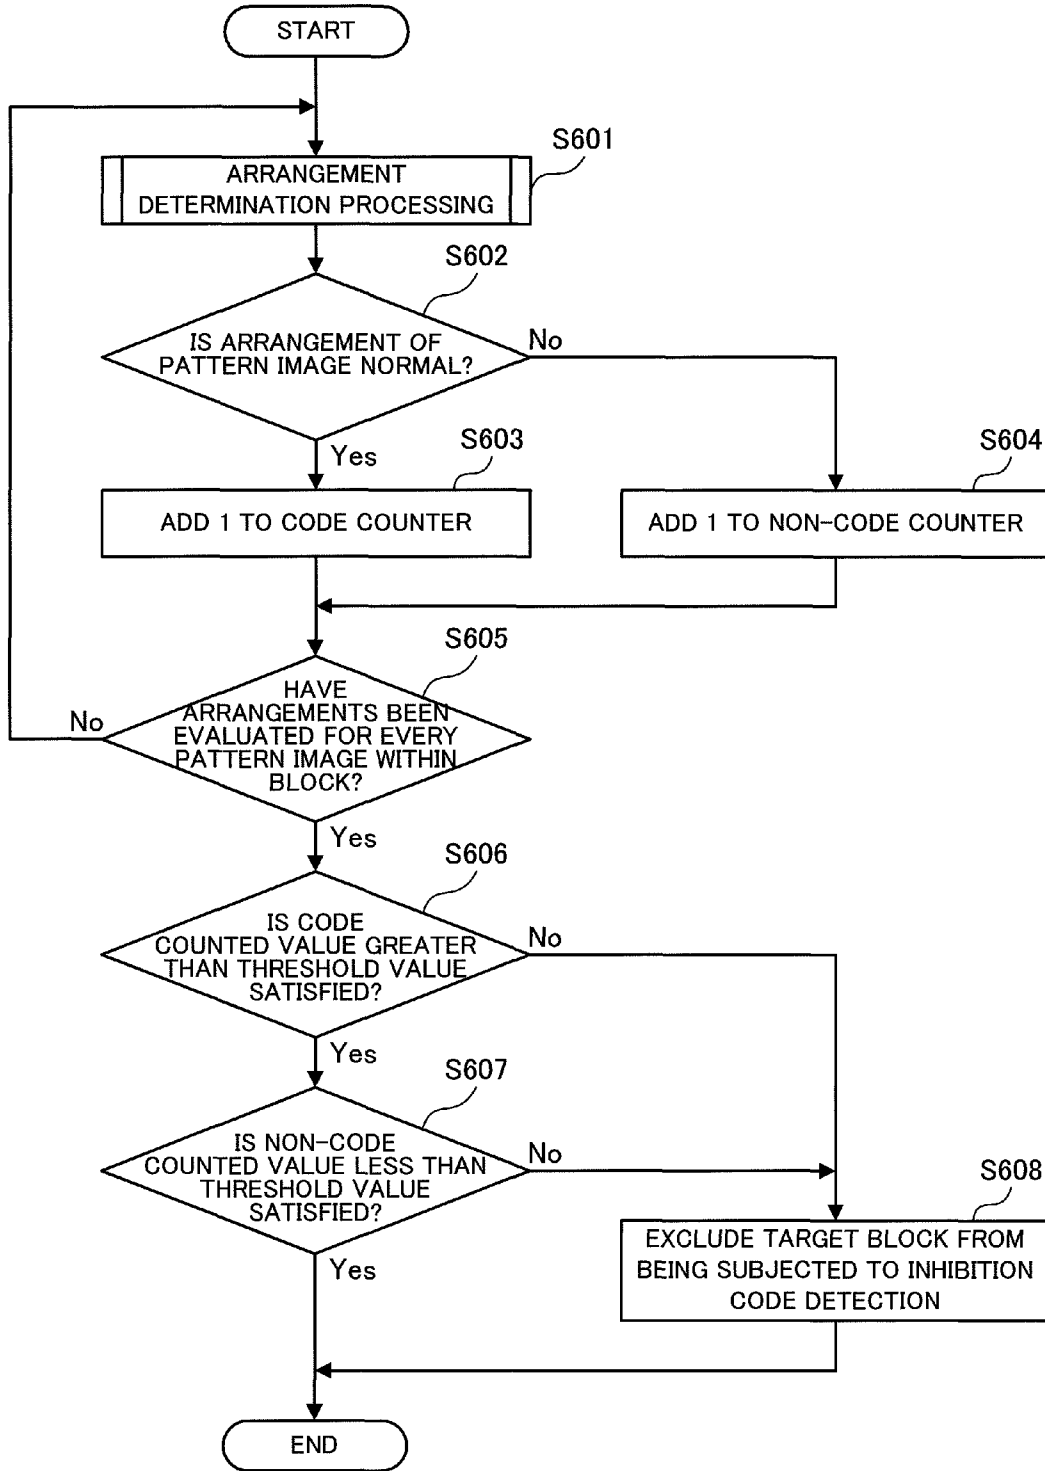 START
S601
ARRANGEMENT
DETERMINATION PROCESSING
S602
IS ARRANGEMENT OF
PATTERN IMAGE NORMAL?
No
Yes
S603
S604
ADD 1 TO CODE COUNTER
ADD 1 TO NON-CODE COUNTER
S605
HAVE
ARRANGEMENTS BEEN
EVALUATED FOR EVERY
PATTERN IMAGE WITHIN
BLOCK?
No
Yes
S606
IS CODE
COUNTED VALUE GREATER
THAN THRESHOLD VALUE
SATISFIED?
No
Yes
S607
IS NON-CODE
COUNTED VALUE LESS THAN
THRESHOLD VALUE
SATISFIED?
No
Yes
S608
EXCLUDE TARGET BLOCK FROM
BEING SUBJECTED TO INHIBITION
CODE DETECTION
END